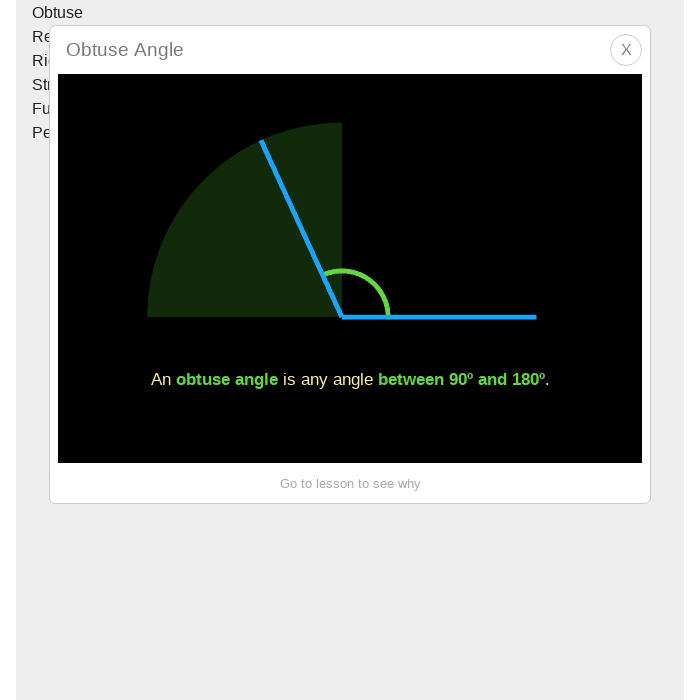 Obtuse
Obtuse Angle
X
Re
Ri
Str
Fu
Pe
An obtuse angle is any angle between 90º and 180º.
Go to lesson to see why